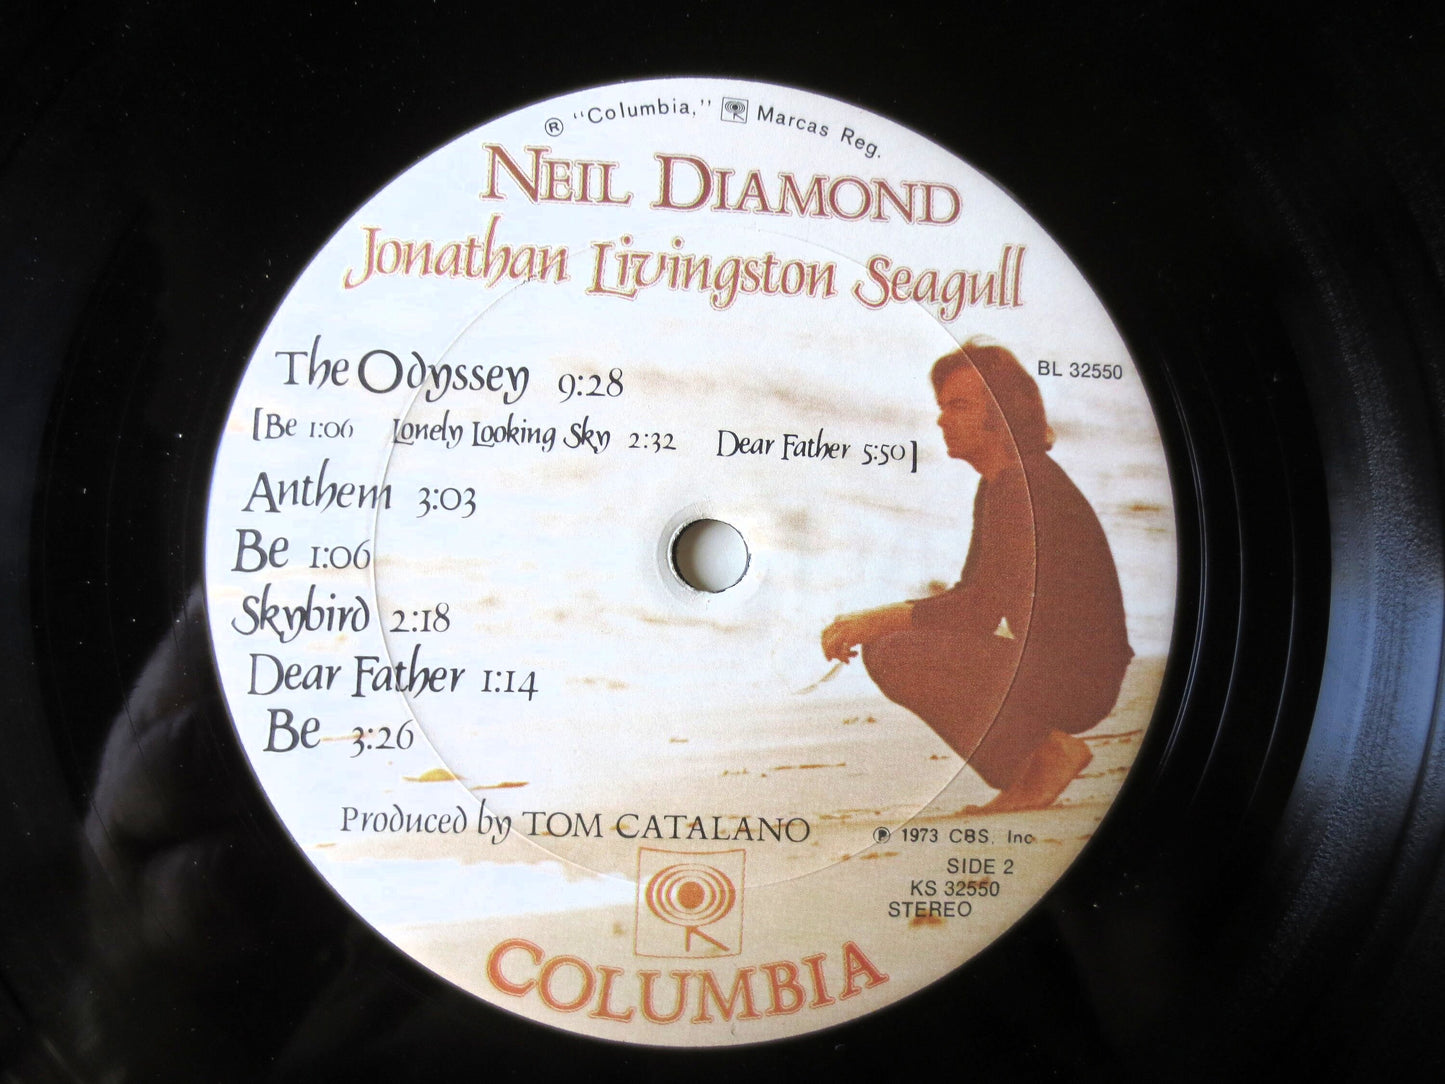 ® "Columbia," Marcas Reg.
NEIL DIAMOND
Jonathan Livingston Seagull
BL 32550
The Odyssey 9:28
[Be 1:06 Lonely Looking Sky 2:32 Dear Father 5:50]
Anthem 3:03
Be 1:06
Skybird 2:18
Dear Father 1:14
Be 3:26
Produced by TOM CATALANO
℗ 1973 CBS, Inc
SIDE 2
KS 32550
STEREO
COLUMBIA